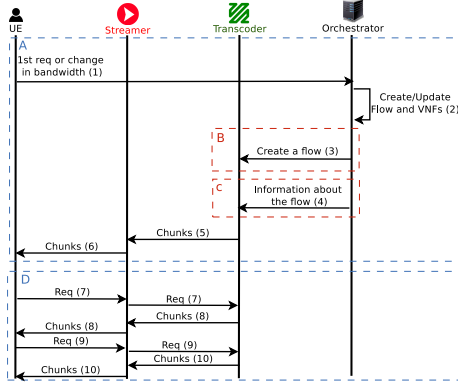 UE
Streamer
Transcoder
Orchestrator
A
1st req or change
in bandwidth (1)
Create/Update
Flow and VNFs (2)
B
Create a flow (3)
C
Information about
the flow (4)
Chunks (5)
Chunks (6)
D
Req (7)
Req (7)
Chunks (8)
Chunks (8)
Req (9)
Req (9)
Chunks (10)
Chunks (10)